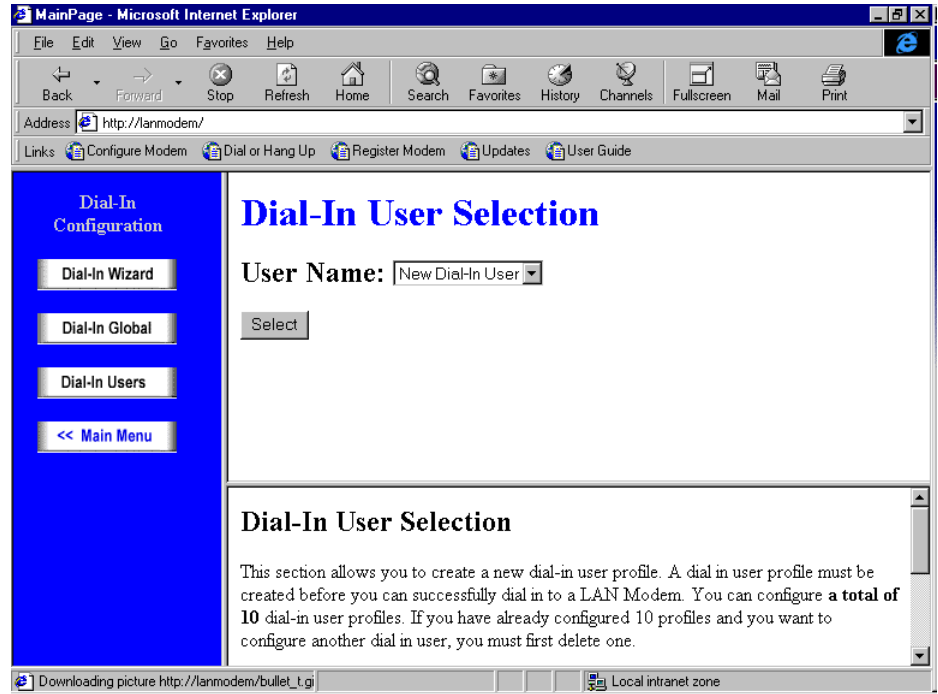 MainPage - Microsoft Internet Explorer
File Edit View Go Favorites Help
Back Forward Stop Refresh Home Search Favorites History Channels Fullscreen Mail Print
Address http://lanmodem/
Links Configure Modem Dial or Hang Up Register Modem Updates User Guide
Dial-In
Configuration
Dial-In Wizard
Dial-In Global
Dial-In Users
<< Main Menu
Dial-In User Selection
User Name: New Dial-In User
Select
Dial-In User Selection
This section allows you to create a new dial-in user profile. A dial in user profile must be
created before you can successfully dial in to a LAN Modem. You can configure a total of
10 dial-in user profiles. If you have already configured 10 profiles and you want to
configure another dial in user, you must first delete one.
Downloading picture http://lanmodem/bullet_t.gi Local intranet zone